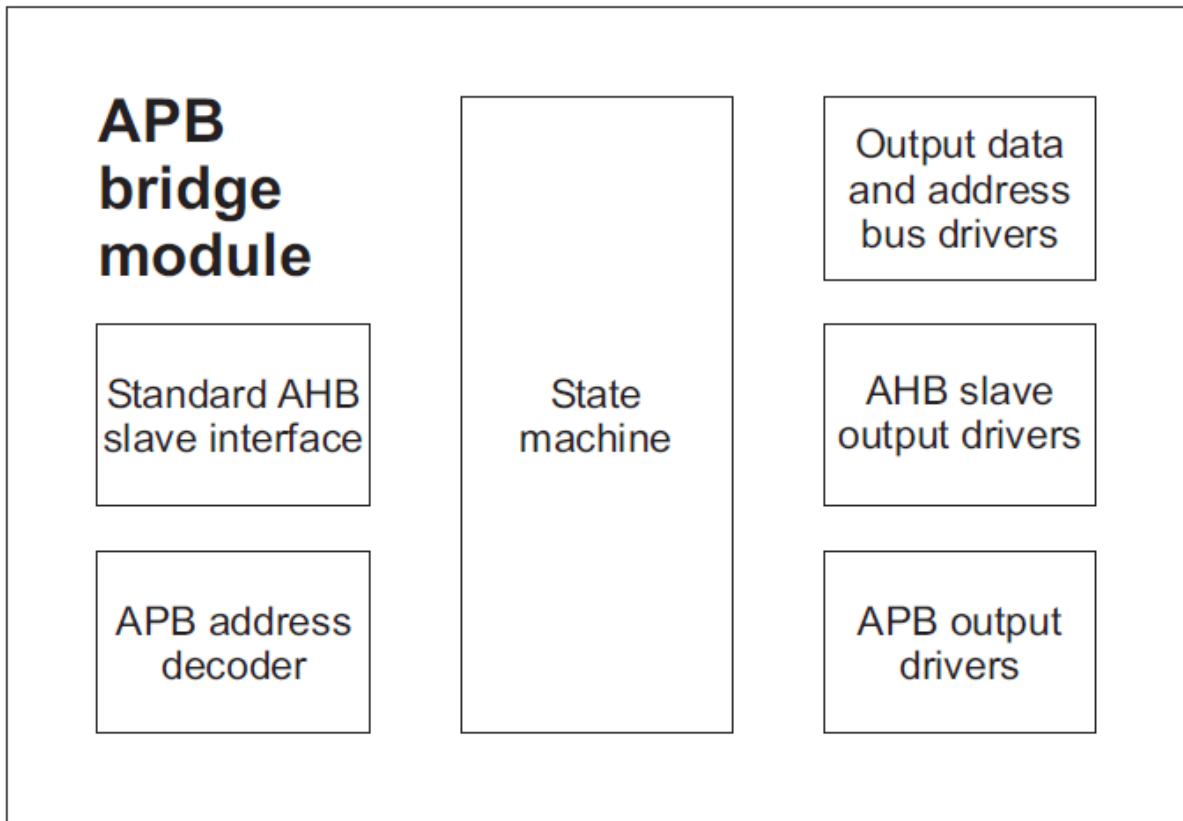 APB
bridge
module
Standard AHB
slave interface
APB address
decoder
State
machine
Output data
and address
bus drivers
AHB slave
output drivers
APB output
drivers